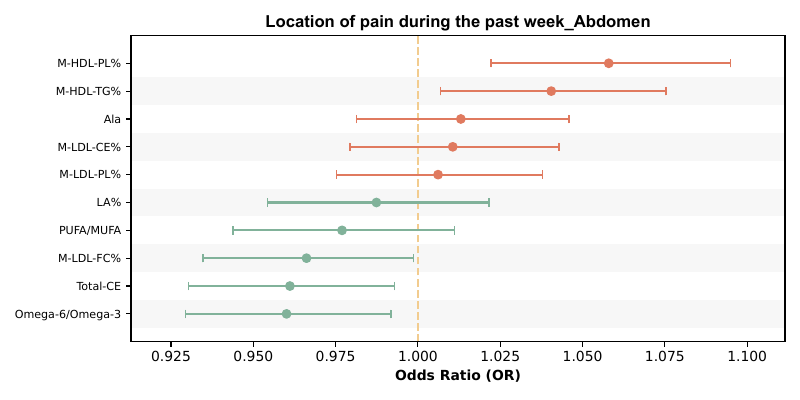 Location of pain during the past week_Abdomen
M-HDL-PL%
M-HDL-TG%
Ala
M-LDL-CE%
M-LDL-PL%
LA%
PUFA/MUFA
M-LDL-FC%
Total-CE
Omega-6/Omega-3
0.925 0.950 0.975 1.000 1.025 1.050 1.075 1.100
Odds Ratio (OR)